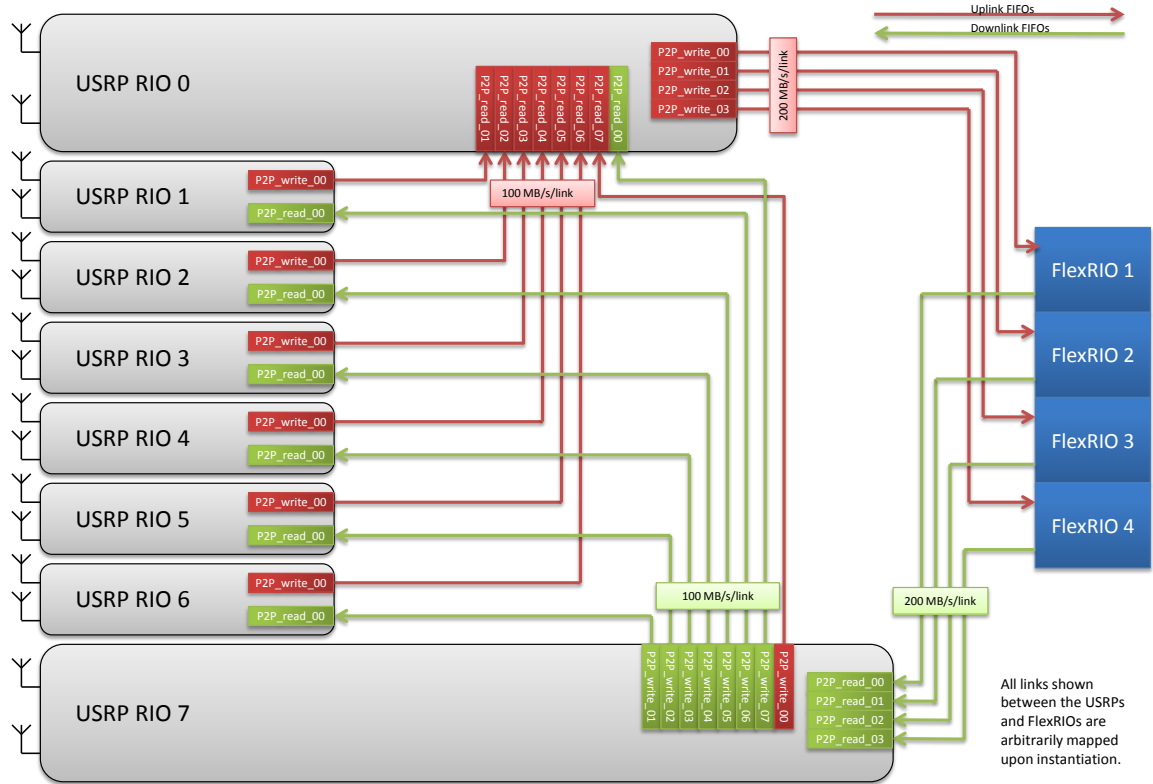 Uplink FIFOs
Downlink FIFOs
USRP RIO 0
P2P_read_01
P2P_read_02
P2P_read_03
P2P_read_04
P2P_read_05
P2P_read_06
P2P_read_07
P2P_read_00
P2P_write_00
P2P_write_01
P2P_write_02
P2P_write_03
200 MB/s/link
100 MB/s/link
USRP RIO 1
P2P_write_00
P2P_read_00
USRP RIO 2
P2P_write_00
P2P_read_00
USRP RIO 3
P2P_write_00
P2P_read_00
USRP RIO 4
P2P_write_00
P2P_read_00
USRP RIO 5
P2P_write_00
P2P_read_00
USRP RIO 6
P2P_write_00
P2P_read_00
FlexRIO 1
FlexRIO 2
FlexRIO 3
FlexRIO 4
100 MB/s/link
200 MB/s/link
USRP RIO 7
P2P_write_01
P2P_write_02
P2P_write_03
P2P_write_04
P2P_write_05
P2P_write_06
P2P_write_07
P2P_write_00
P2P_read_00
P2P_read_01
P2P_read_02
P2P_read_03
All links shown
between the USRPs
and FlexRIOs are
arbitrarily mapped
upon instantiation.